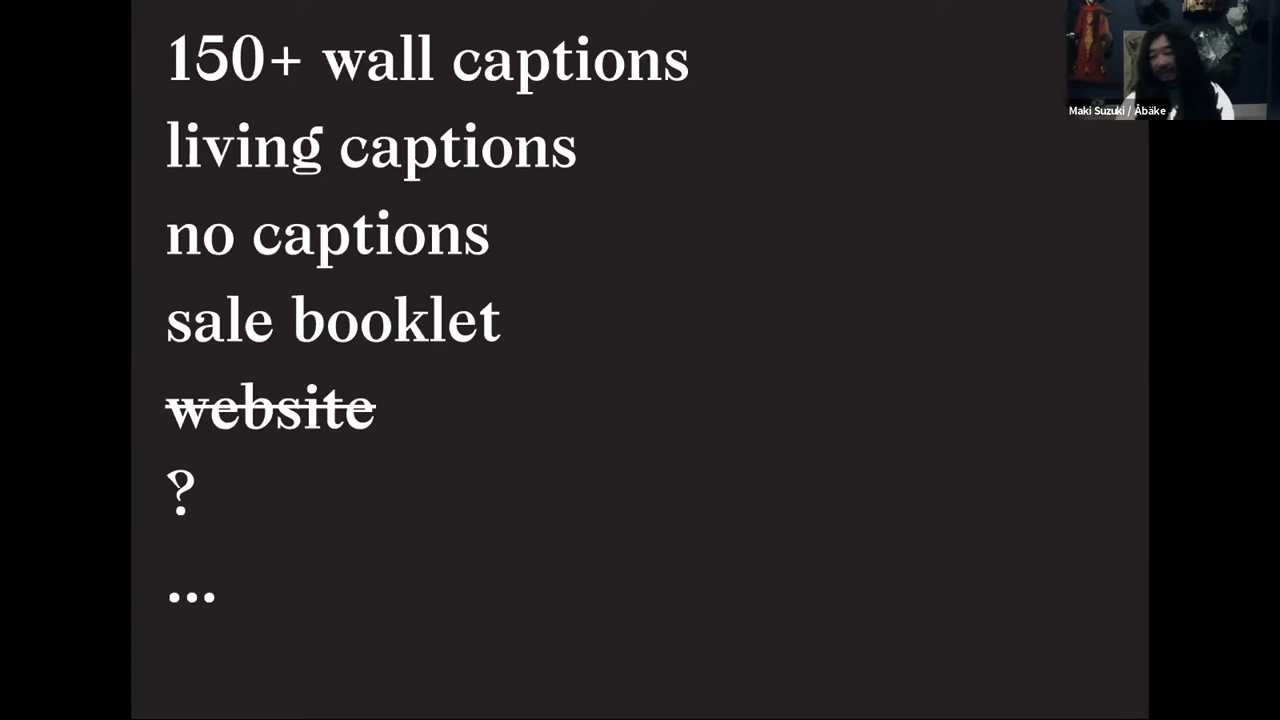 150+ wall captions
living captions
no captions
sale booklet
website
?
...
Maki Suzuki / Åbäke